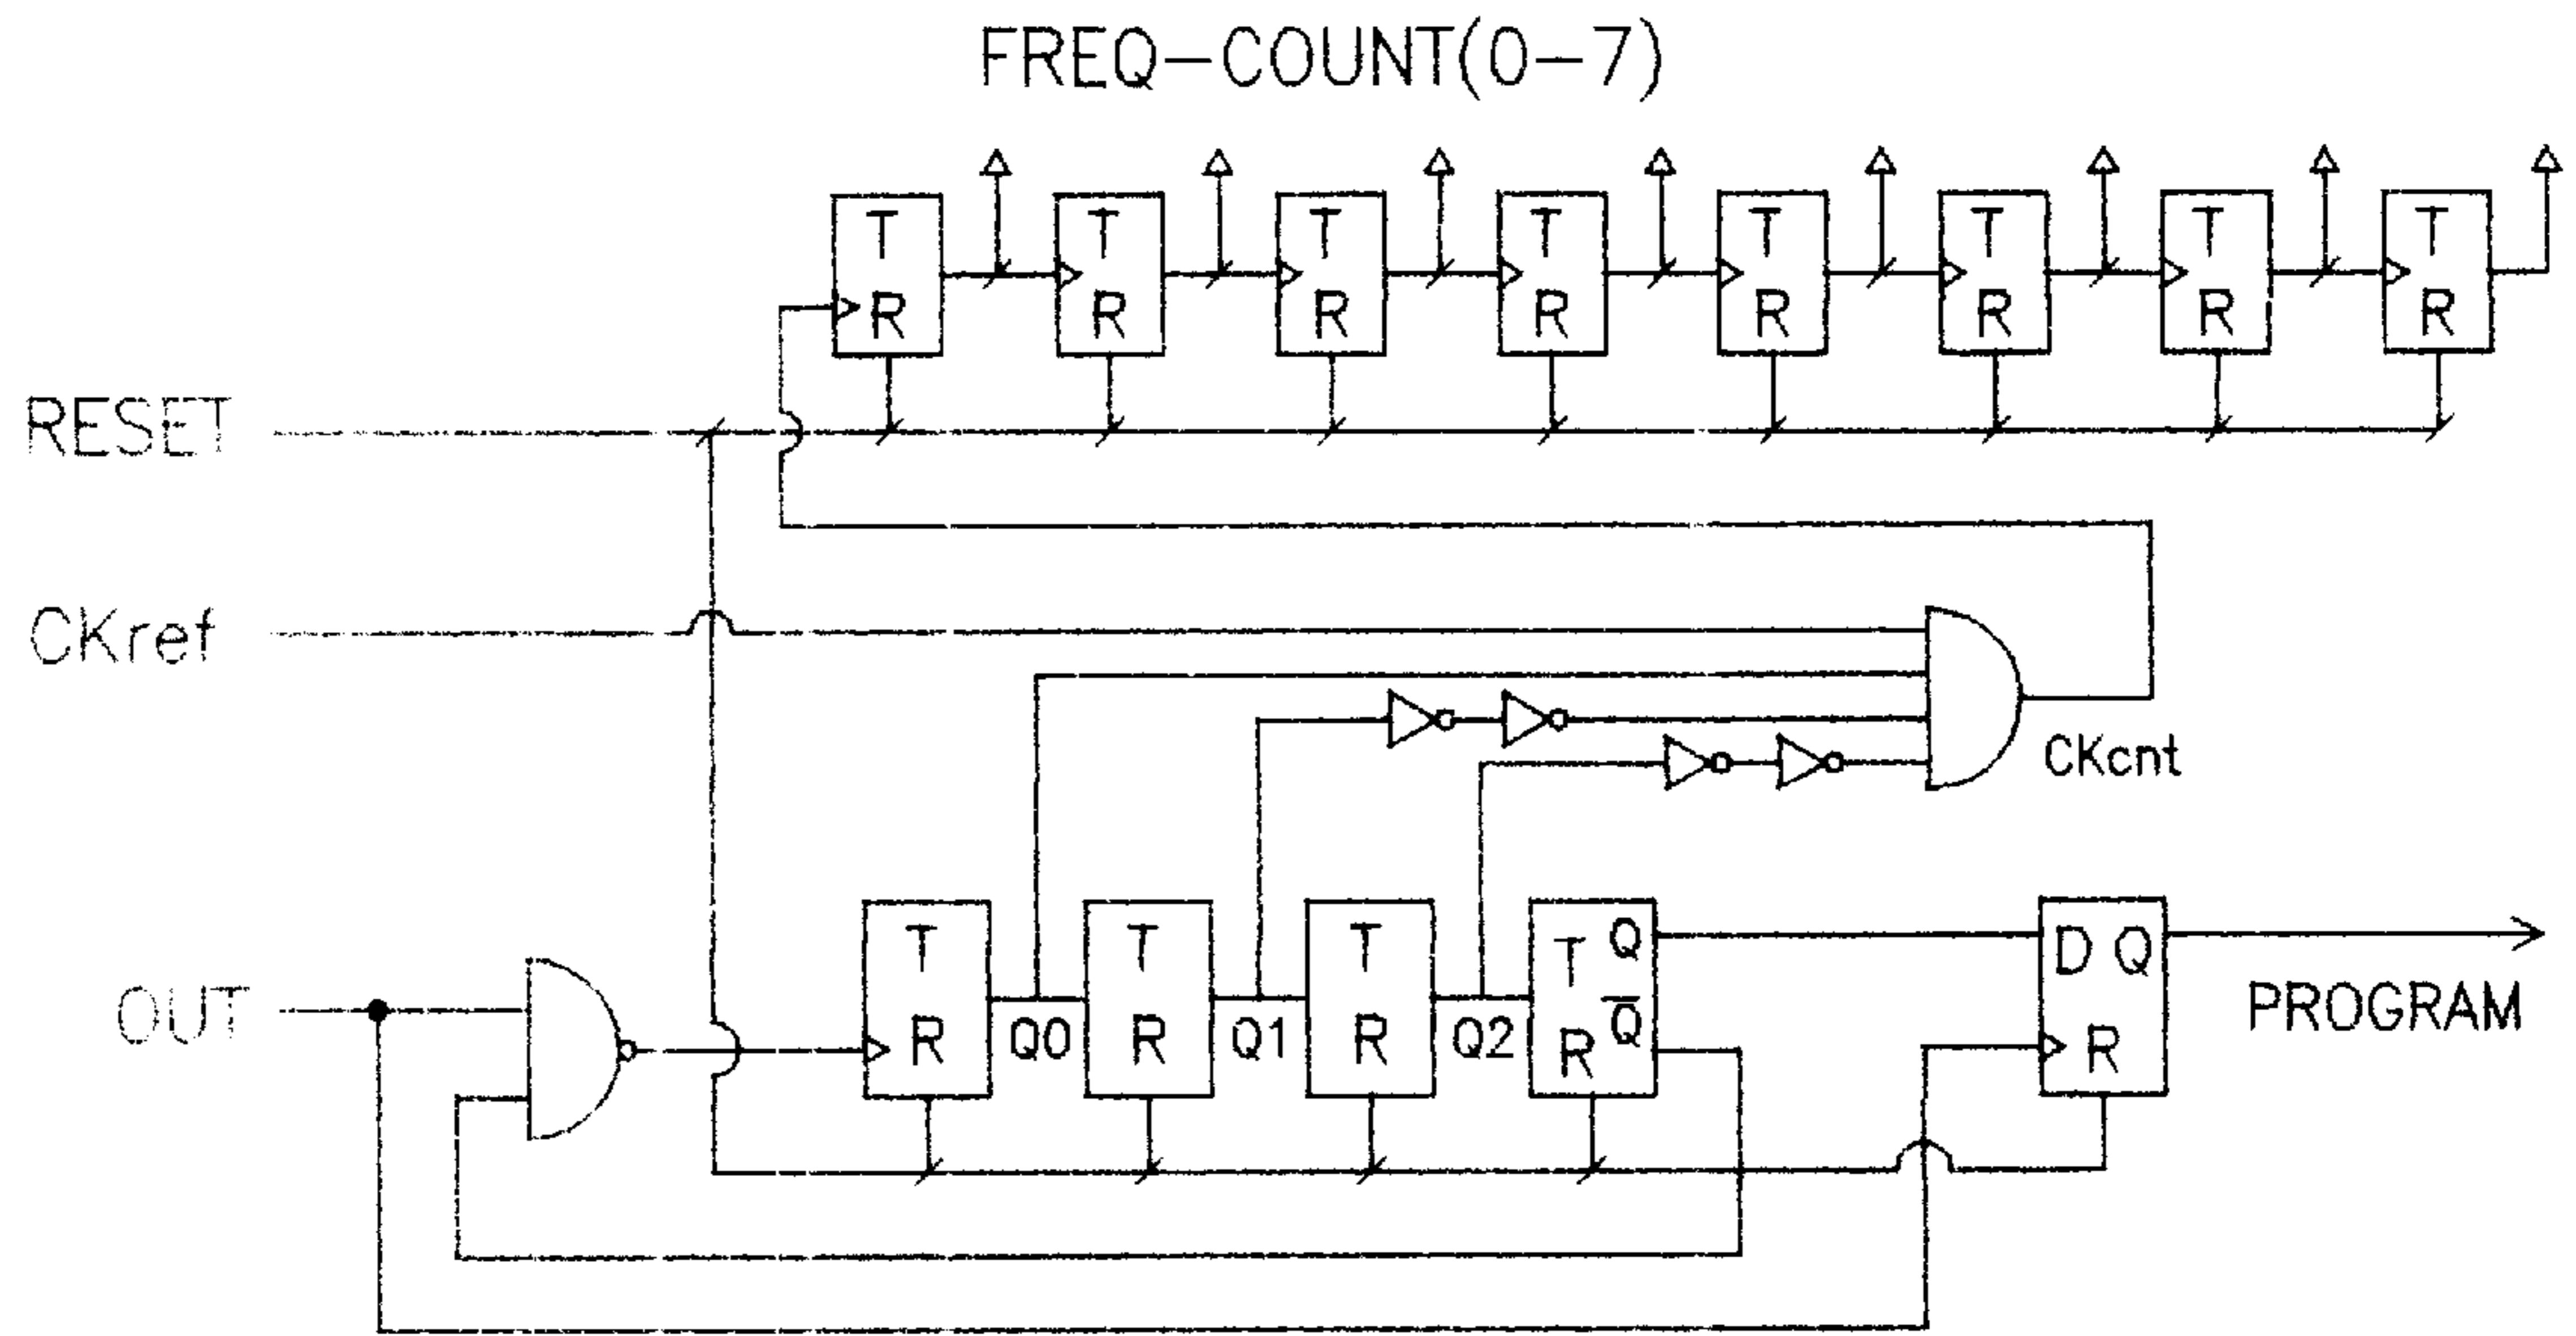 FREQ-COUNT(0-7)
T T T T T T T T
R R R R R R R R
RESET
CKref
CKcnt
T T T T Q D Q
OUT
R Q0 R Q1 R Q2 R Q̅ R
PROGRAM